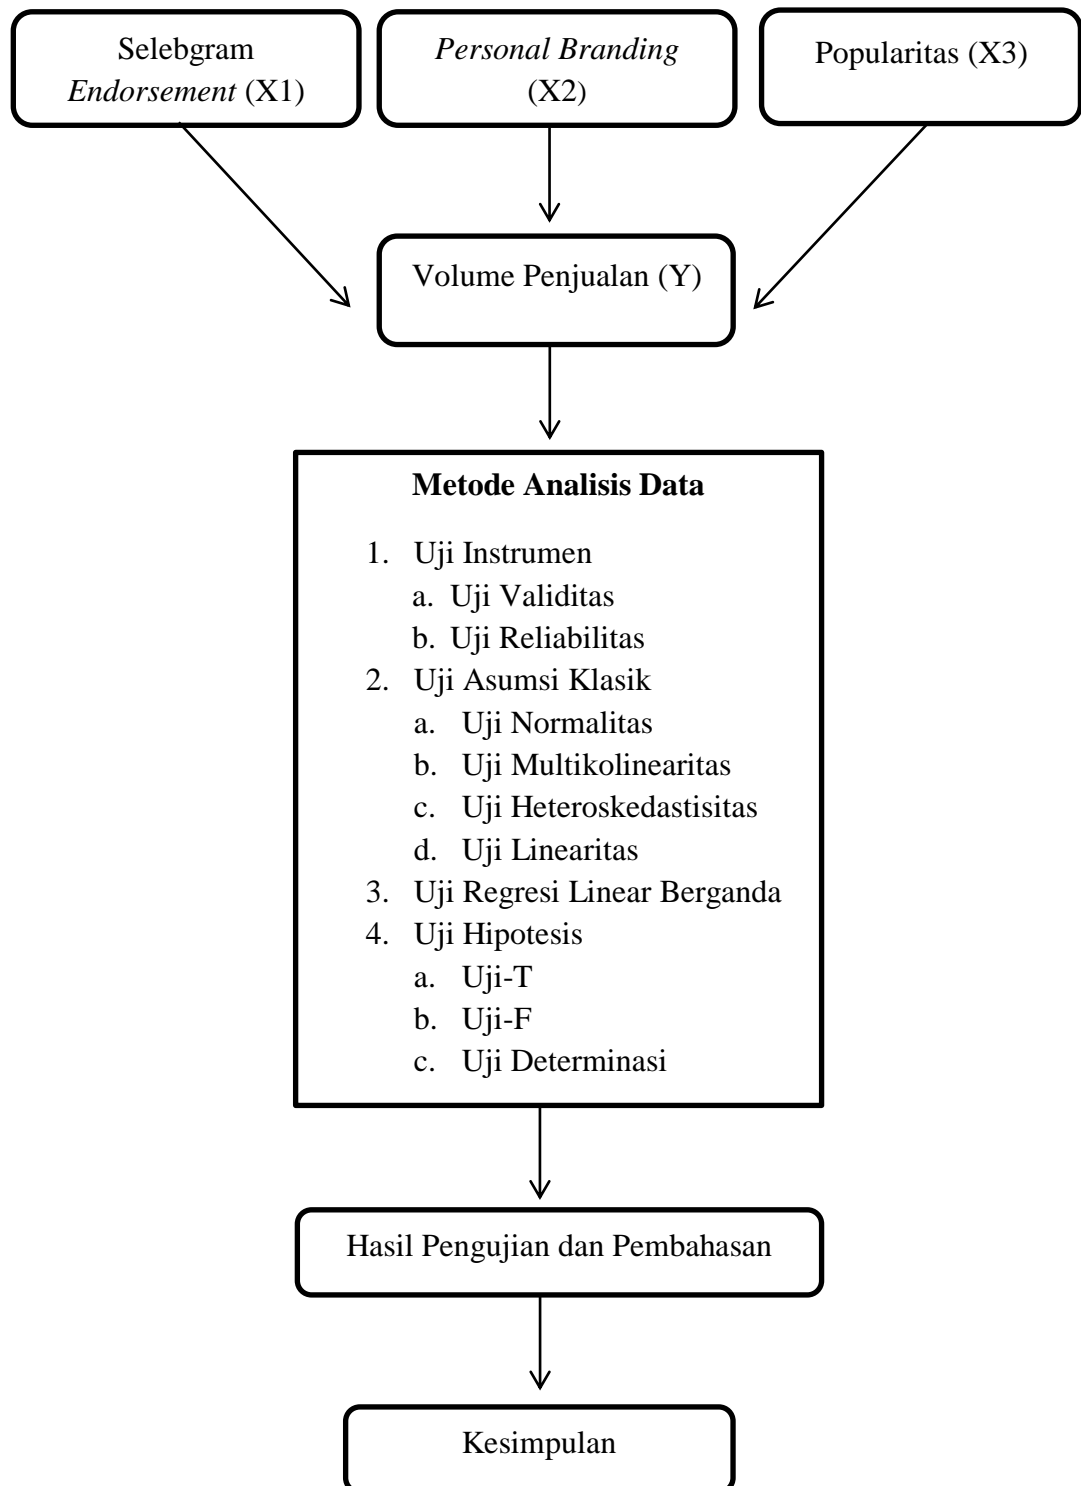 Selebgram
Endorsement (X1)
Personal Branding
(X2)
Popularitas (X3)
Volume Penjualan (Y)
Metode Analisis Data
1. Uji Instrumen
a. Uji Validitas
b. Uji Reliabilitas
2. Uji Asumsi Klasik
a. Uji Normalitas
b. Uji Multikolinearitas
c. Uji Heteroskedastisitas
d. Uji Linearitas
3. Uji Regresi Linear Berganda
4. Uji Hipotesis
a. Uji-T
b. Uji-F
c. Uji Determinasi
Hasil Pengujian dan Pembahasan
Kesimpulan